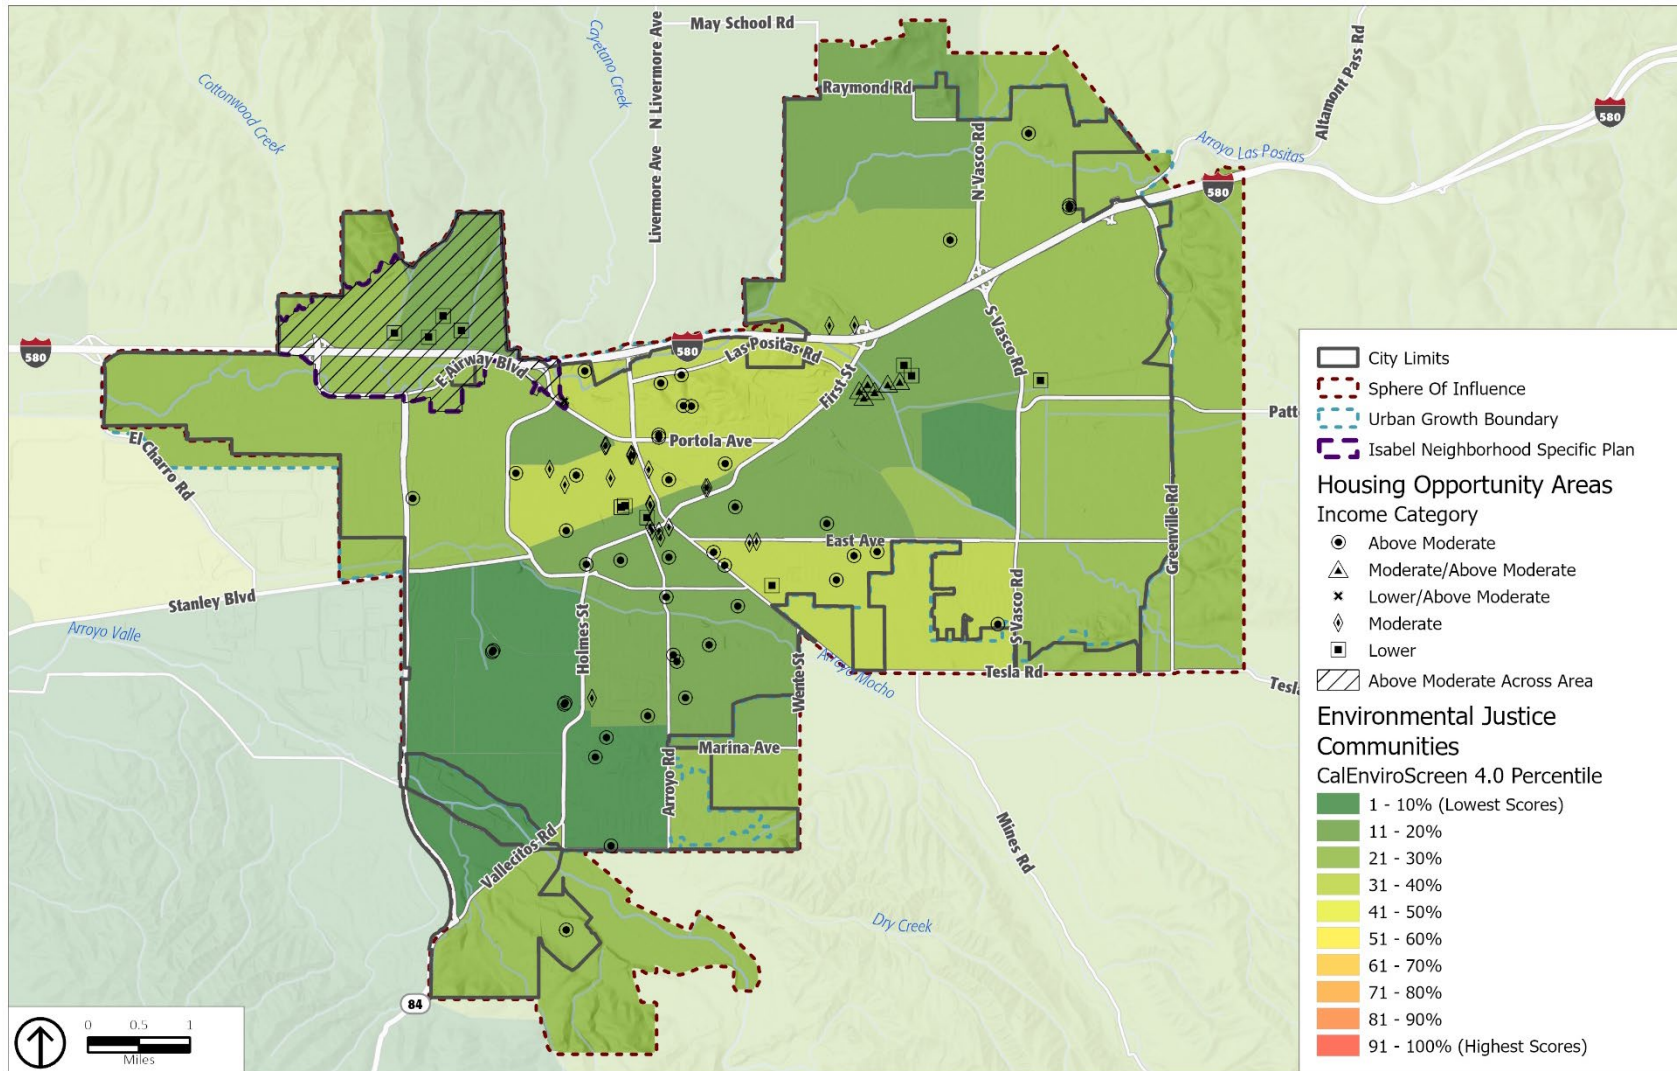 May School Rd
Cayetano Creek
N Livermore Ave
Livermore Ave
Cottonwood Creek
Raymond Rd
N Vasco Rd
Altamont Pass Rd
580
Arroyo Las Positas
580
580
580
Las Positas Rd
E Airway Blvd
First St
S Vasco Rd
Portola Ave
Patt
El Charro Rd
Greenville Rd
East Ave
Stanley Blvd
Arroyo Valle
Holmes St
S Vasco Rd
Wente St
Arroyo Mocho
Tesla Rd
Tesla
Marina Ave
Arroyo Rd
Mines Rd
Vallecitos Rd
Dry Creek
84
0 0.5 1
Miles
City Limits
Sphere Of Influence
Urban Growth Boundary
Isabel Neighborhood Specific Plan
Housing Opportunity Areas
Income Category
Above Moderate
Moderate/Above Moderate
Lower/Above Moderate
Moderate
Lower
Above Moderate Across Area
Environmental Justice
Communities
CalEnviroScreen 4.0 Percentile
1 - 10% (Lowest Scores)
11 - 20%
21 - 30%
31 - 40%
41 - 50%
51 - 60%
61 - 70%
71 - 80%
81 - 90%
91 - 100% (Highest Scores)